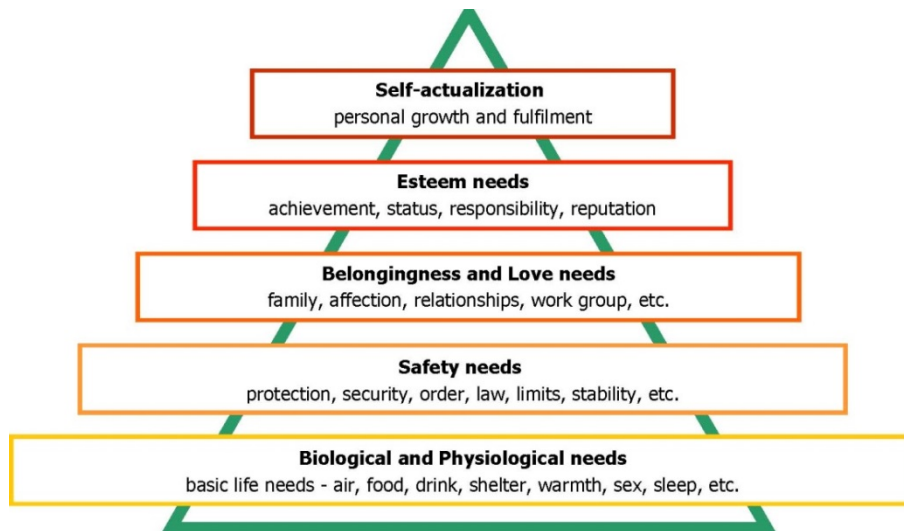 Self-actualization
personal growth and fulfilment
Esteem needs
achievement, status, responsibility, reputation
Belongingness and Love needs
family, affection, relationships, work group, etc.
Safety needs
protection, security, order, law, limits, stability, etc.
Biological and Physiological needs
basic life needs - air, food, drink, shelter, warmth, sex, sleep, etc.